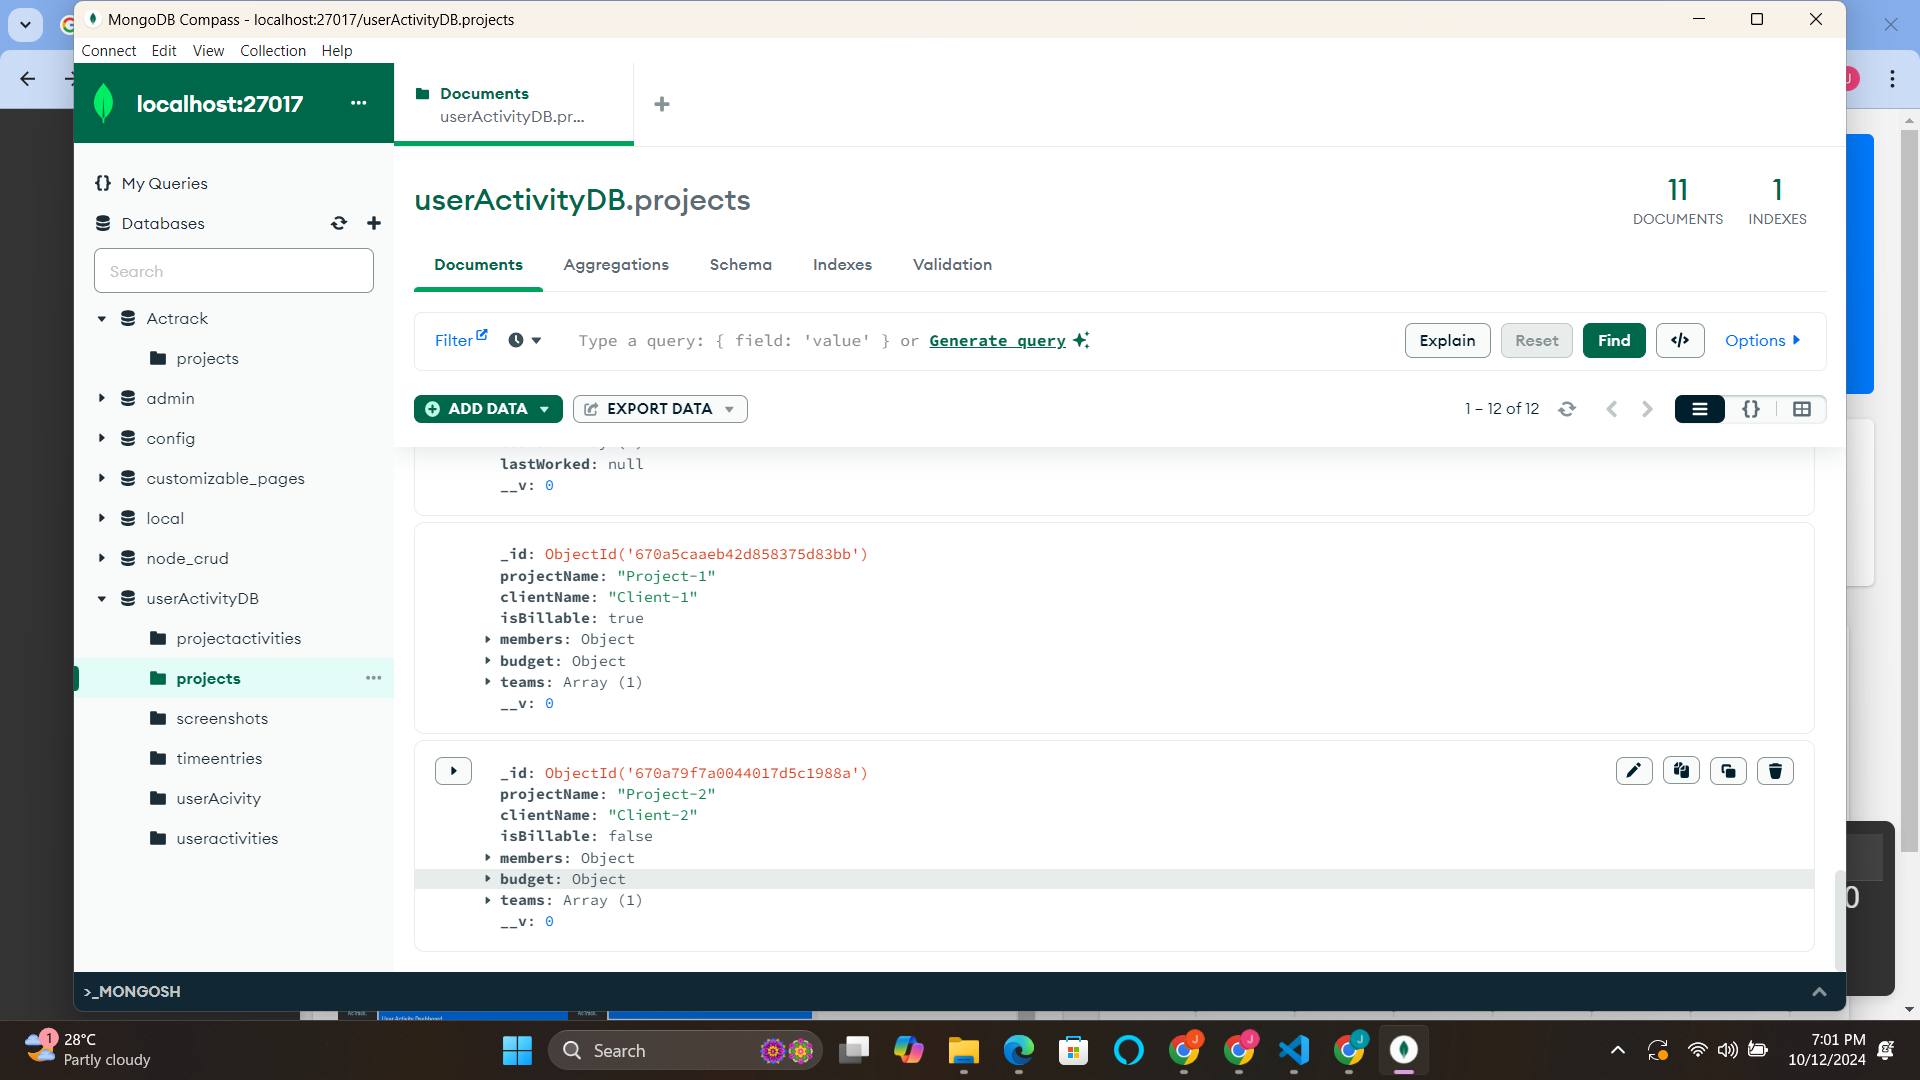 MongoDB Compass - localhost:27017/userActivityDB.projects
Connect Edit View Collection Help
localhost:27017
Documents
userActivityDB.pr...
My Queries
Databases
Search
Actrack
projects
admin
config
customizable_pages
local
node_crud
userActivityDB
projectactivities
projects
screenshots
timeentries
userAcivity
useractivities
userActivityDB.projects
11
DOCUMENTS
1
INDEXES
Documents Aggregations Schema Indexes Validation
Filter Type a query: { field: 'value' } or Generate query Explain Reset Find </> Options
ADD DATA EXPORT DATA 1 – 12 of 12 {}
lastWorked: null
__v: 0
_id: ObjectId('670a5caaeb42d858375d83bb')
projectName: "Project-1"
clientName: "Client-1"
isBillable: true
members: Object
budget: Object
teams: Array (1)
__v: 0
_id: ObjectId('670a79f7a0044017d5c1988a')
projectName: "Project-2"
clientName: "Client-2"
isBillable: false
members: Object
budget: Object
teams: Array (1)
__v: 0
>_MONGOSH
User Activity Dashboard
1
28°C
Partly cloudy
Search
J
J
J
7:01 PM
10/12/2024